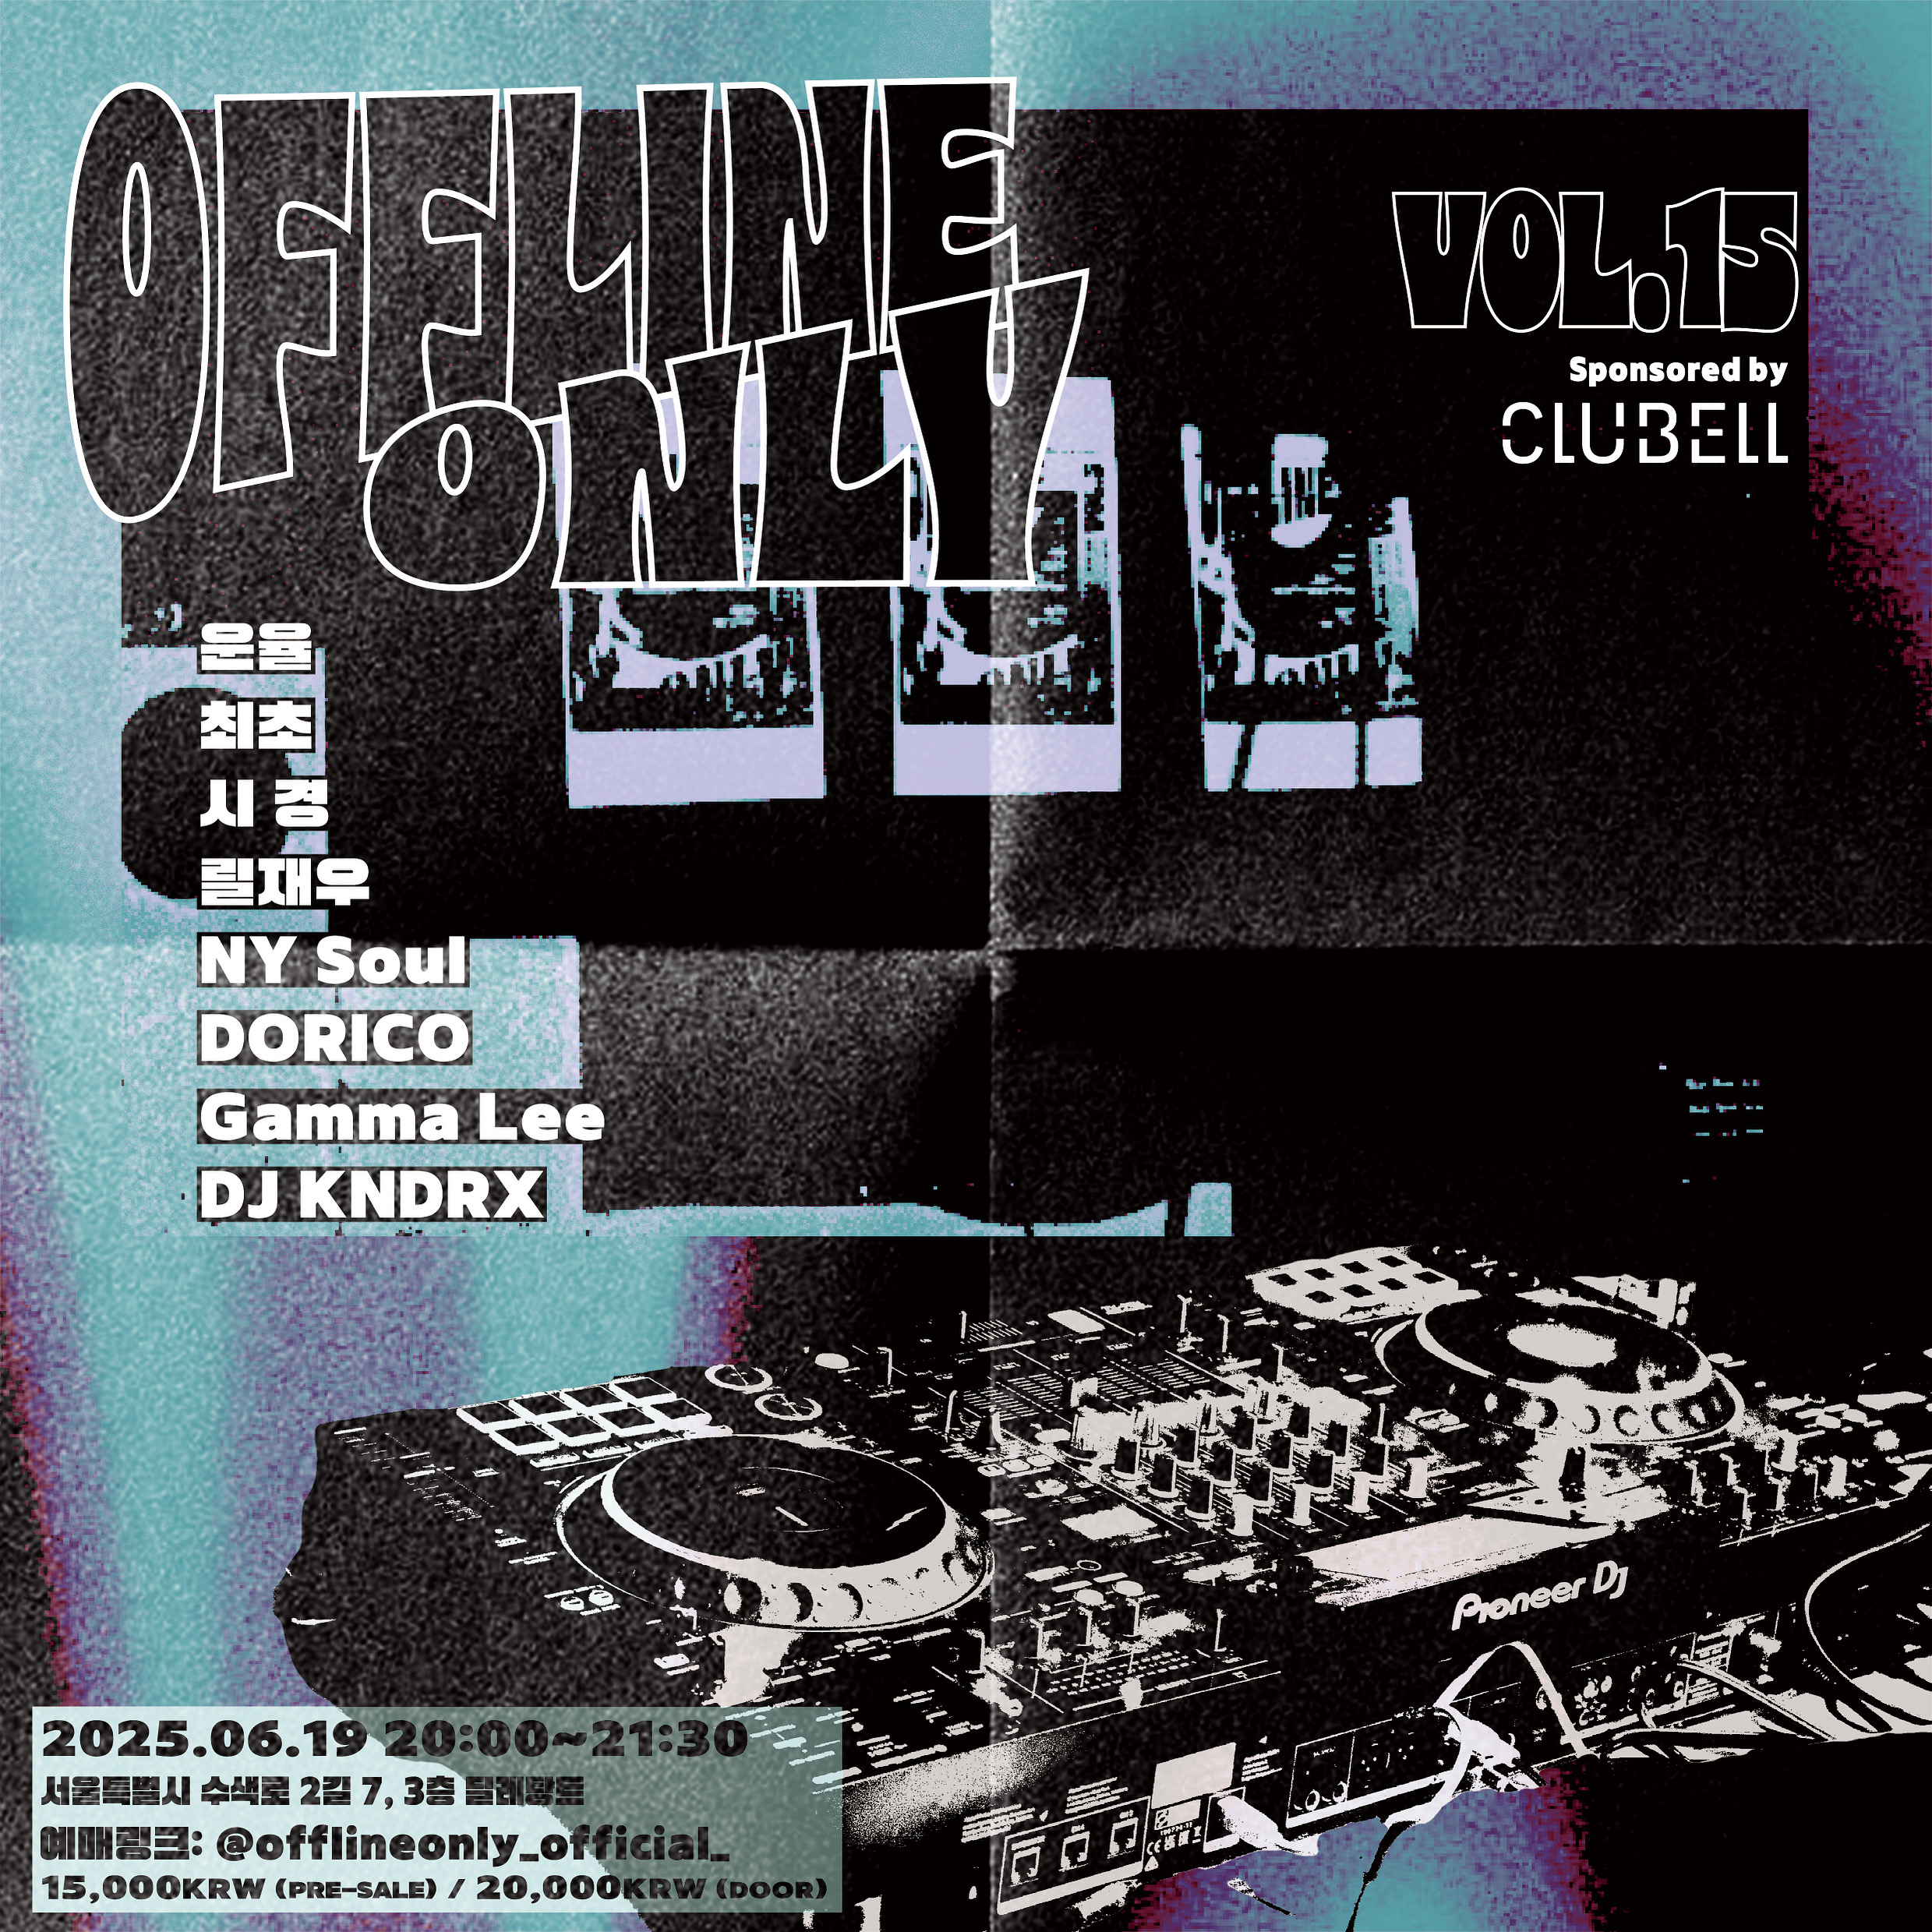 OFFLINE
ONLY
VOL.15
Sponsored by
CLUBELL
운율
최초
시 경
릴재우
NY Soul
DORICO
Gamma Lee
DJ KNDRX
Pioneer Dj
2025.06.19 20:00~21:30
서울특별시 수색로 2길 7, 3층 딜레탕트
예매링크: @offlineonly_official_
15,000KRW (PRE-SALE) / 20,000KRW (DOOR)